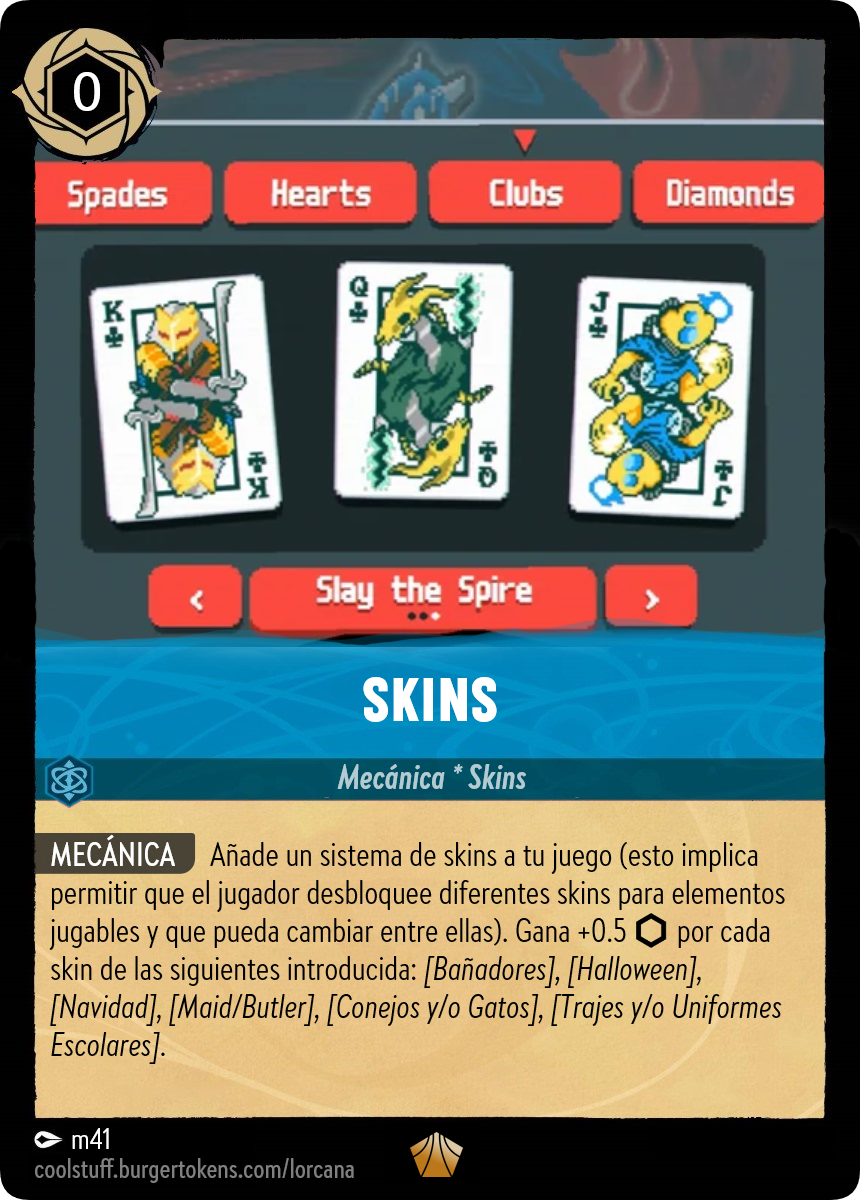 0
Spades Hearts Clubs Diamonds
K Q J
K Q J
< Slay the Spire >
SKINS
Mecánica * Skins
MECÁNICA Añade un sistema de skins a tu juego (esto implica
permitir que el jugador desbloquee diferentes skins para elementos
jugables y que pueda cambiar entre ellas). Gana +0.5 por cada
skin de las siguientes introducida: [Bañadores], [Halloween],
[Navidad], [Maid/Butler], [Conejos y/o Gatos], [Trajes y/o Uniformes
Escolares].
m41
coolstuff.burgertokens.com/lorcana